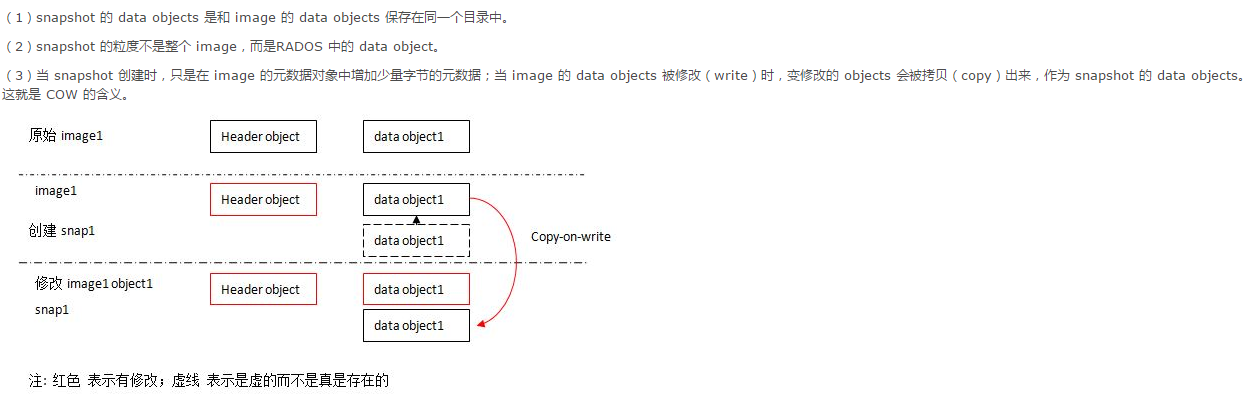 （1）snapshot 的 data objects 是和 image 的 data objects 保存在同一个目录中。
（2）snapshot 的粒度不是整个 image，而是RADOS 中的 data object。
（3）当 snapshot 创建时，只是在 image 的元数据对象中增加少量字节的元数据；当 image 的 data objects 被修改（write）时，变修改的 objects 会被拷贝（copy）出来，作为 snapshot 的 data objects。
这就是 COW 的含义。
原始 image1
Header object
data object1
image1
Header object
data object1
创建 snap1
data object1
Copy-on-write
修改 image1 object1
Header object
data object1
snap1
data object1
注: 红色 表示有修改；虚线 表示是虚的而不是真是存在的